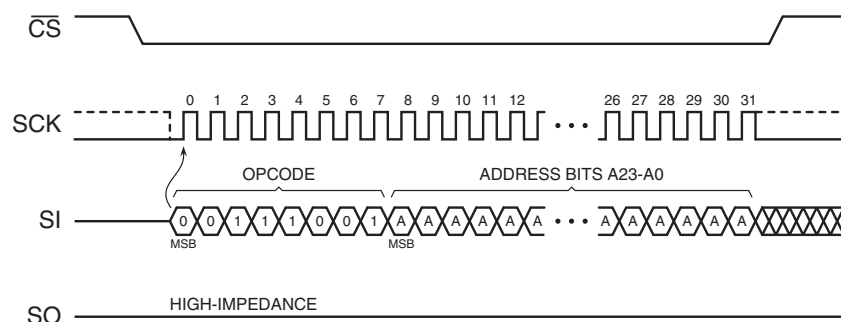 CS
SCK
0 1 2 3 4 5 6 7 8 9 10 11 12 26 27 28 29 30 31
OPCODE ADDRESS BITS A23-A0
SI
0 0 1 1 1 0 0 1 A A A A A A A A A A A A
MSB MSB
SO
HIGH-IMPEDANCE